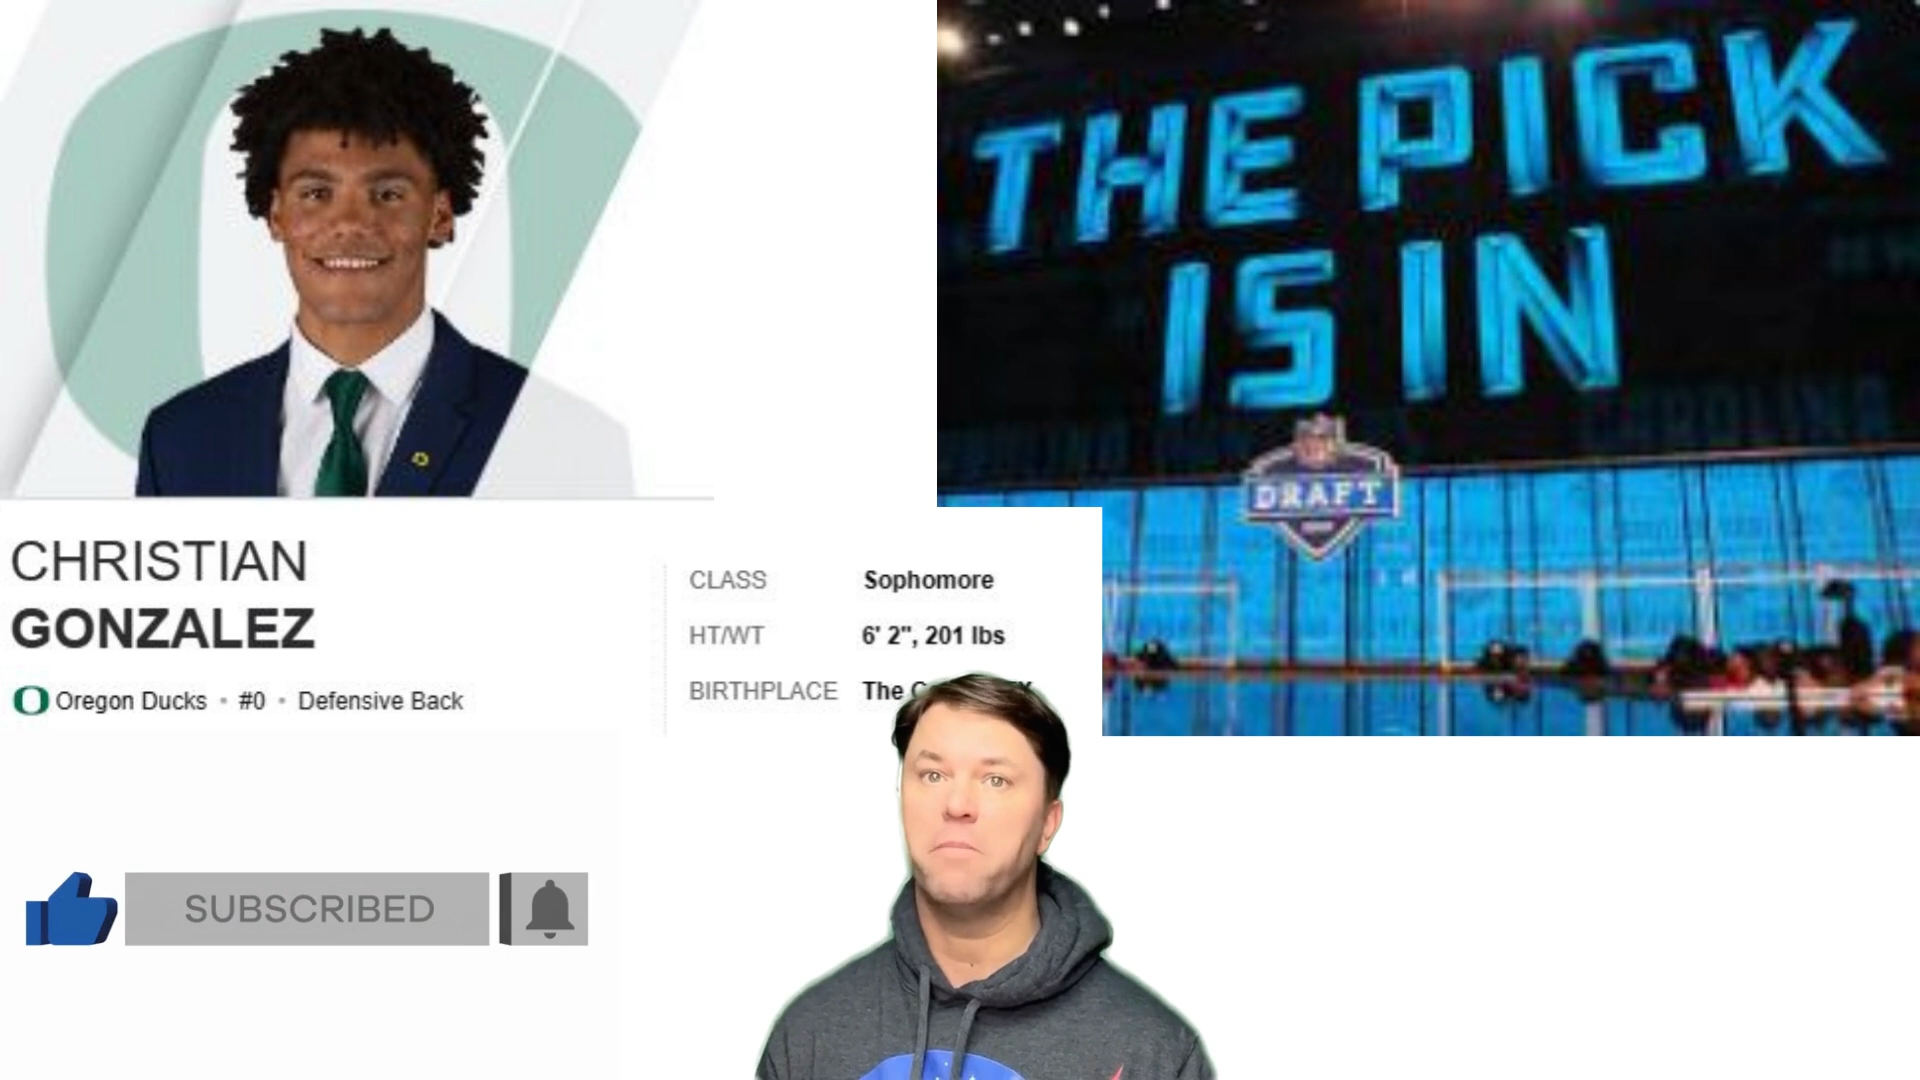 THE PICK
IS IN
DRAFT
CHRISTIAN
GONZALEZ
Oregon Ducks • #0 • Defensive Back
CLASS Sophomore
HT/WT 6' 2", 201 lbs
BIRTHPLACE The
SUBSCRIBED